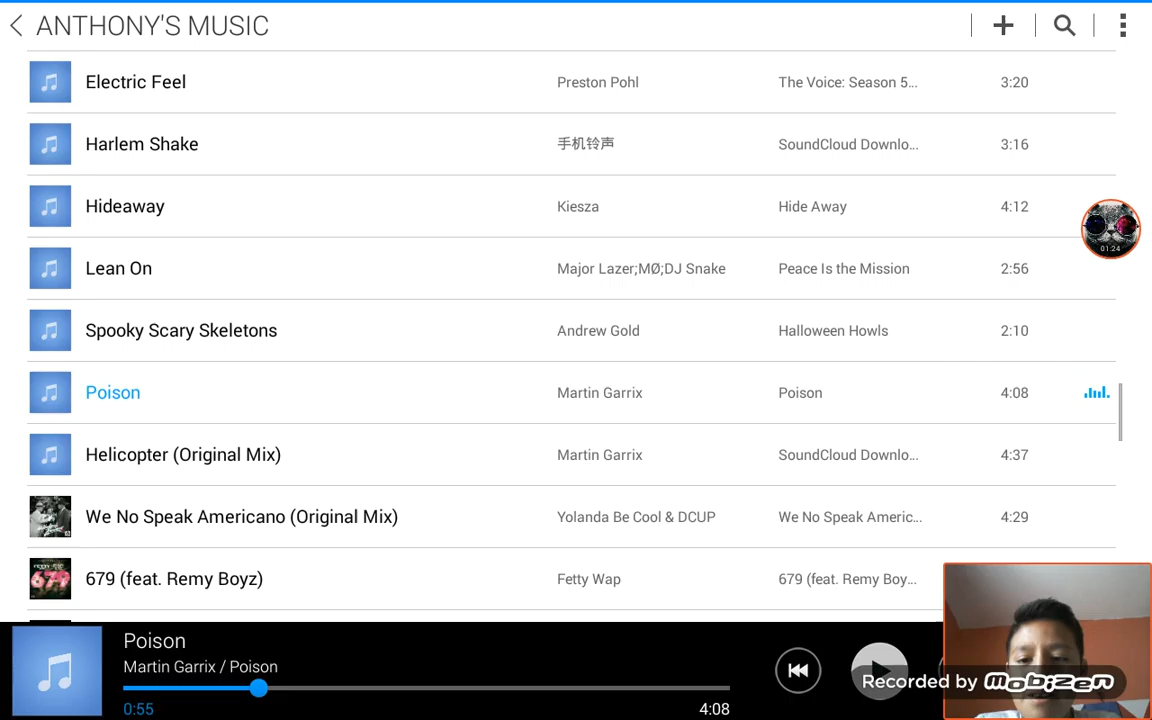 ANTHONY'S MUSIC
Electric Feel Preston Pohl The Voice: Season 5... 3:20
Harlem Shake 手机铃声 SoundCloud Downlo... 3:16
Hideaway Kiesza Hide Away 4:12
01:24
Lean On Major Lazer;MØ;DJ Snake Peace Is the Mission 2:56
Spooky Scary Skeletons Andrew Gold Halloween Howls 2:10
Poison Martin Garrix Poison 4:08
Helicopter (Original Mix) Martin Garrix SoundCloud Downlo... 4:37
We No Speak Americano (Original Mix) Yolanda Be Cool & DCUP We No Speak Americ... 4:29
679 (feat. Remy Boyz) Fetty Wap 679 (feat. Remy Boy...
Poison
Martin Garrix / Poison
Recorded by Mobizen
0:55 4:08